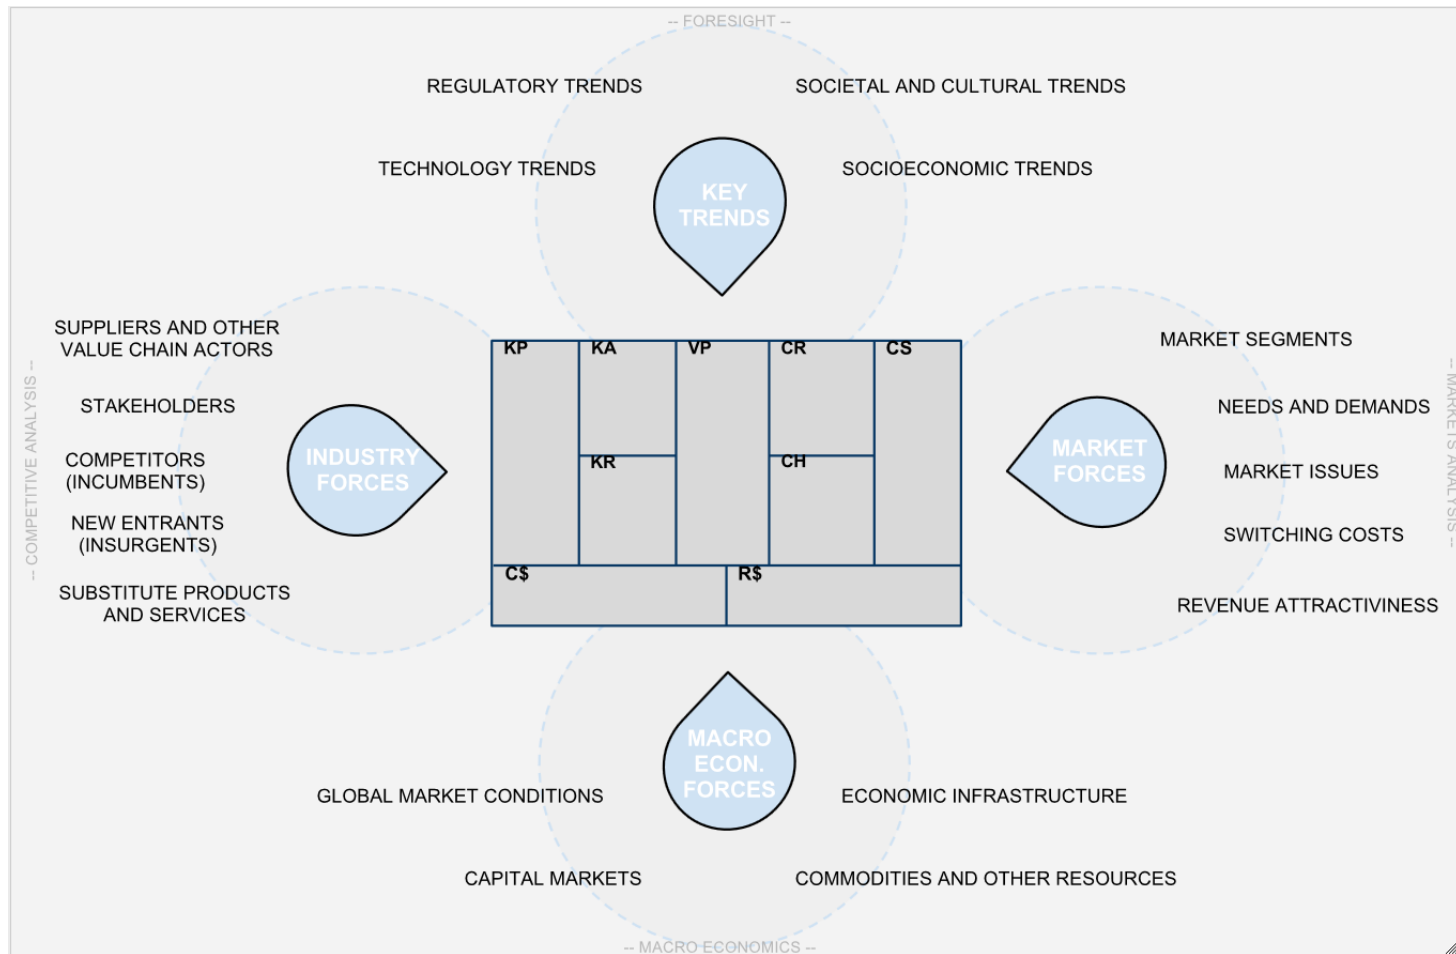 -- FORESIGHT --
REGULATORY TRENDS
SOCIETAL AND CULTURAL TRENDS
TECHNOLOGY TRENDS
SOCIOECONOMIC TRENDS
KEY
TRENDS
-- COMPETITIVE ANALYSIS --
SUPPLIERS AND OTHER
VALUE CHAIN ACTORS
STAKEHOLDERS
COMPETITORS
(INCUMBENTS)
NEW ENTRANTS
(INSURGENTS)
SUBSTITUTE PRODUCTS
AND SERVICES
INDUSTRY
FORCES
KP
KA
VP
CR
CS
KR
CH
C$
R$
MARKET
FORCES
MARKET SEGMENTS
NEEDS AND DEMANDS
MARKET ISSUES
SWITCHING COSTS
REVENUE ATTRACTIVINESS
-- MARKETS ANALYSIS --
MACRO
ECON.
FORCES
GLOBAL MARKET CONDITIONS
ECONOMIC INFRASTRUCTURE
CAPITAL MARKETS
COMMODITIES AND OTHER RESOURCES
-- MACRO ECONOMICS --